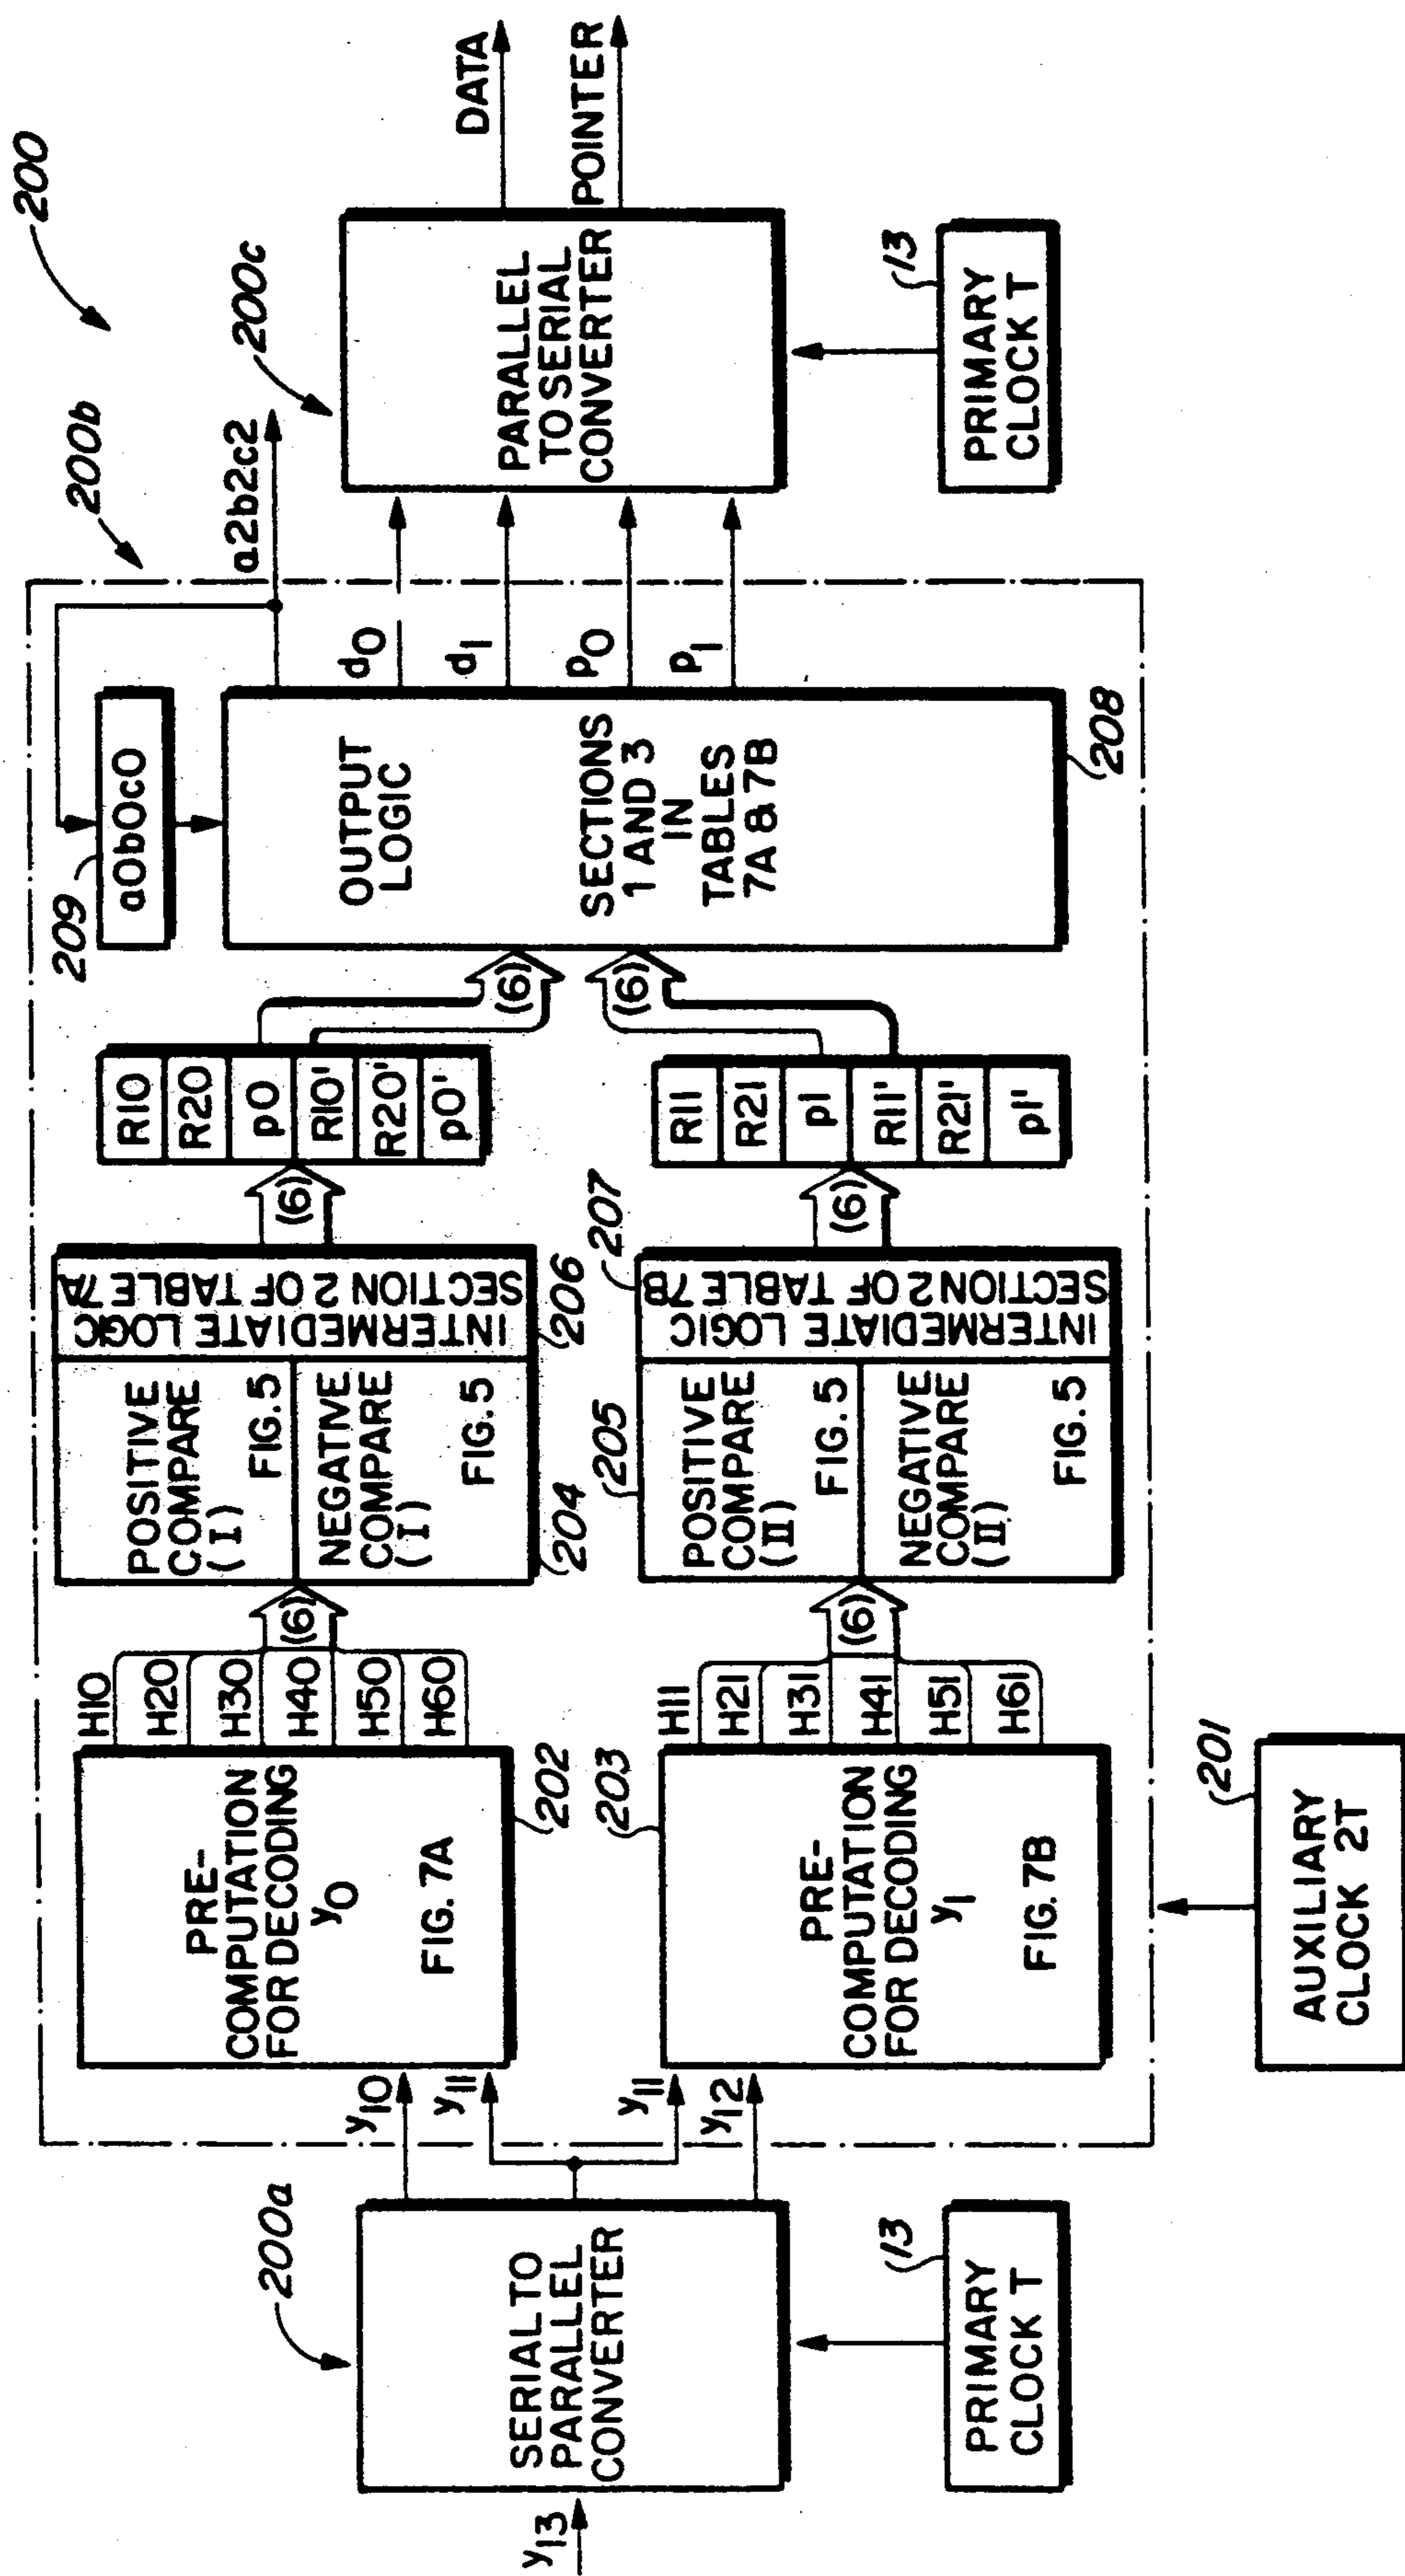 200
200a
200b
200c
y13
SERIAL TO
PARALLEL
CONVERTER
13
PRIMARY
CLOCK T
y10
y11
y11
y12
PRE-
COMPUTATION
FOR DECODING
y0
FIG. 7A
202
PRE-
COMPUTATION
FOR DECODING
y1
FIG. 7B
203
201
AUXILIARY
CLOCK 2T
H10
H20
H30
H40
H50
H60
(6)
H11
H21
H31
H41
H51
H61
(6)
POSITIVE
COMPARE
(I)
FIG. 5
NEGATIVE
COMPARE
(I)
FIG. 5
204
INTERMEDIATE LOGIC
SECTION 2 OF TABLE 7A
206
POSITIVE
COMPARE
(II)
FIG. 5
NEGATIVE
COMPARE
(II)
FIG. 5
205
INTERMEDIATE LOGIC
SECTION 2 OF TABLE 7B
207
(6)
R10
R20
p0
R10'
R20'
p0'
(6)
(6)
R11
R21
p1
R11'
R21'
p1'
(6)
209
a0b0c0
OUTPUT
LOGIC
SECTIONS
1 AND 3
IN
TABLES
7A & 7B
208
a2b2c2
d0
d1
p0
p1
PARALLEL
TO SERIAL
CONVERTER
13
PRIMARY
CLOCK T
DATA
POINTER